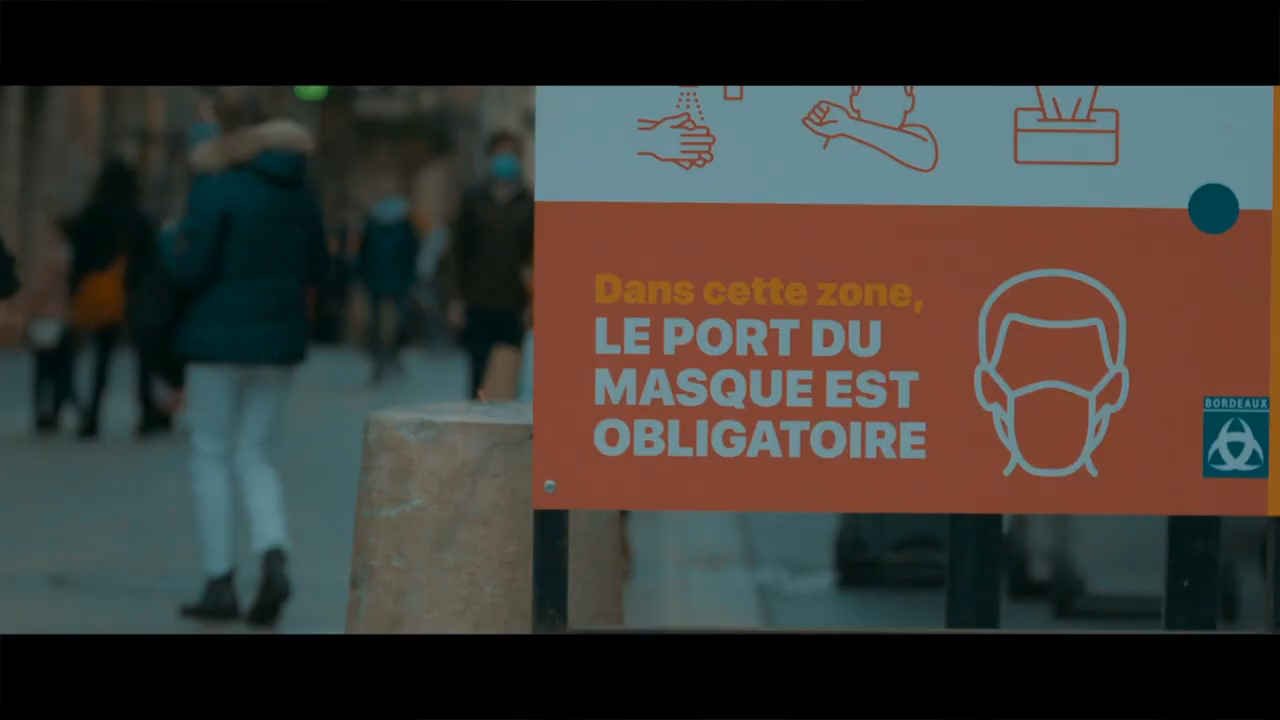 Dans cette zone,
LE PORT DU
MASQUE EST
OBLIGATOIRE
BORDEAUX